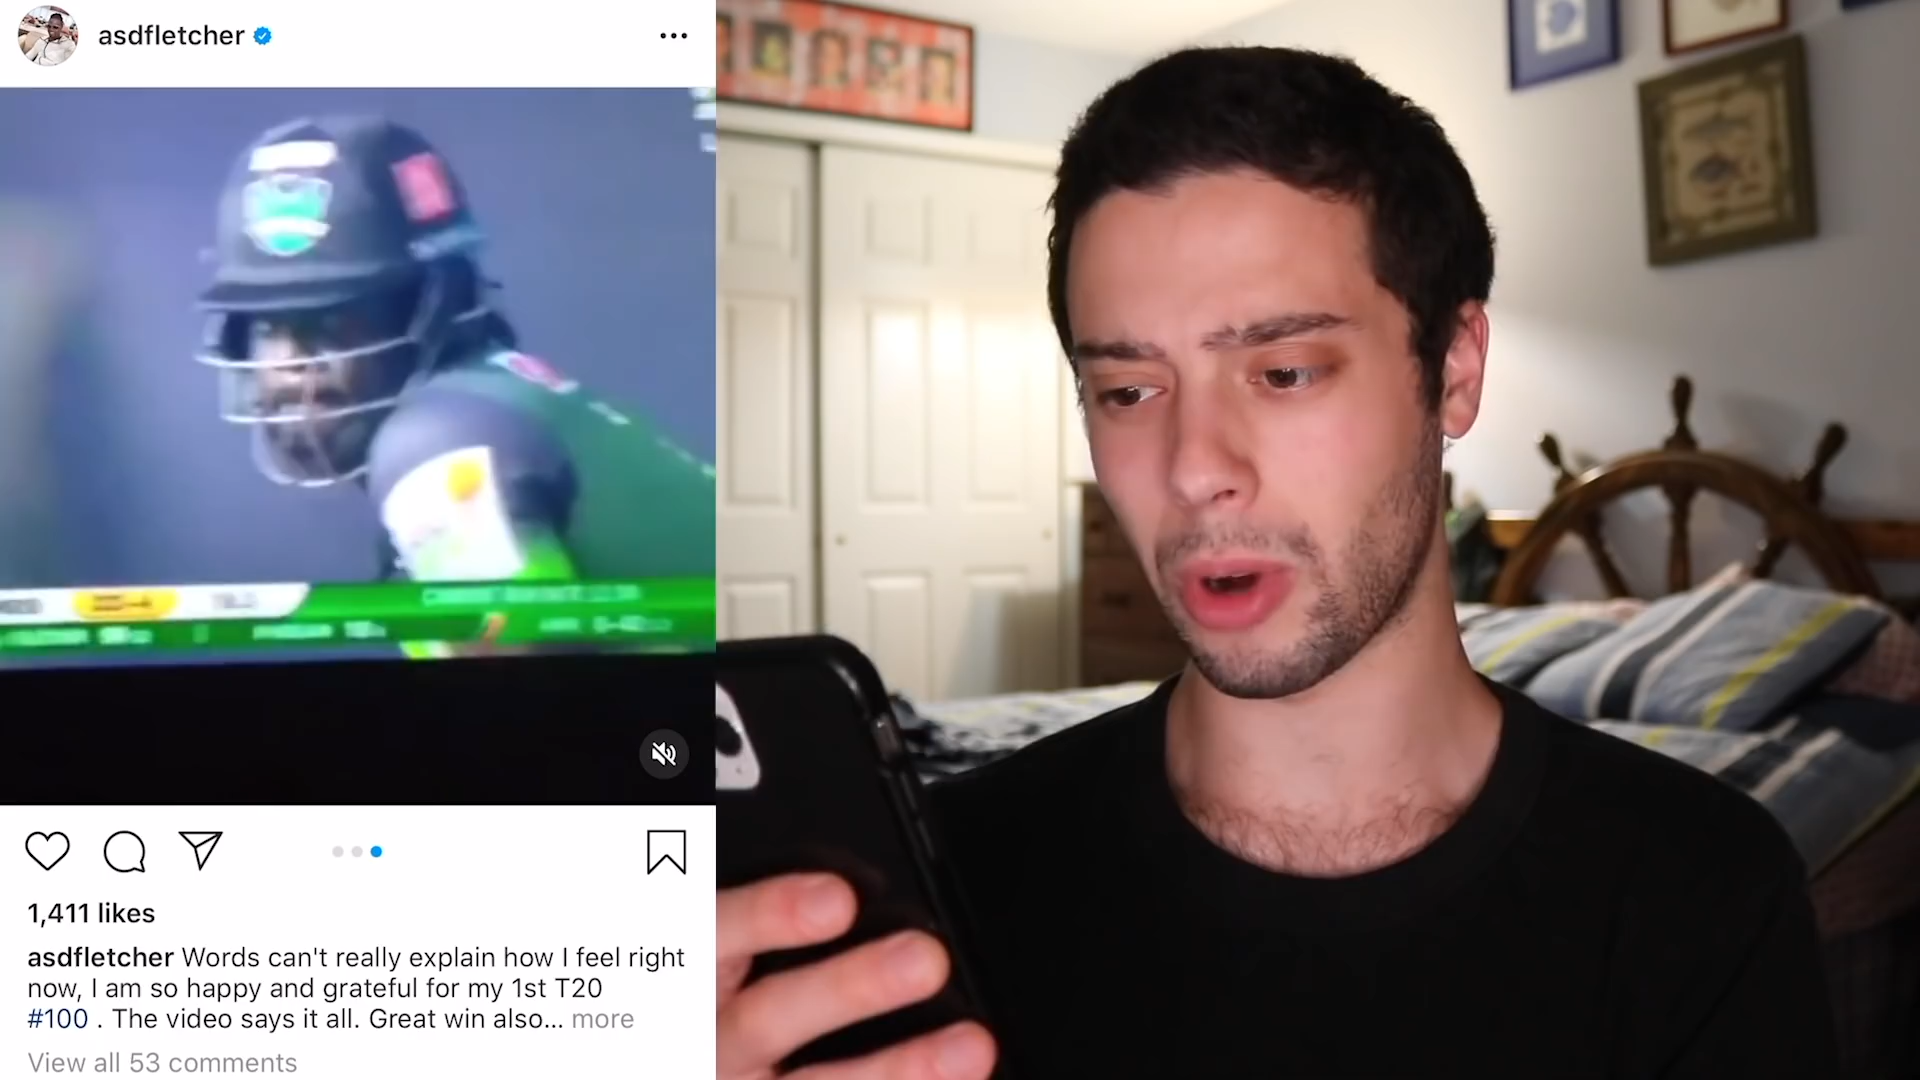 asdfletcher
1,411 likes
asdfletcher Words can't really explain how I feel right
now, I am so happy and grateful for my 1st T20
#100 . The video says it all. Great win also... more
View all 53 comments